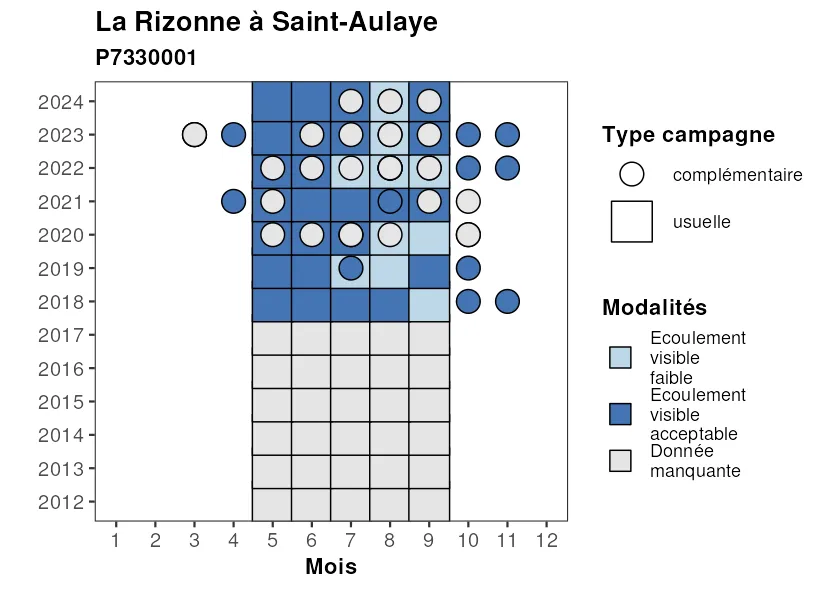 La Rizonne à Saint-Aulaye
P7330001
2024
2023
2022
2021
2020
2019
2018
2017
2016
2015
2014
2013
2012
1 2 3 4 5 6 7 8 9 10 11 12
Mois
Type campagne
complémentaire
usuelle
Modalités
Ecoulement
visible
faible
Ecoulement
visible
acceptable
Donnée
manquante